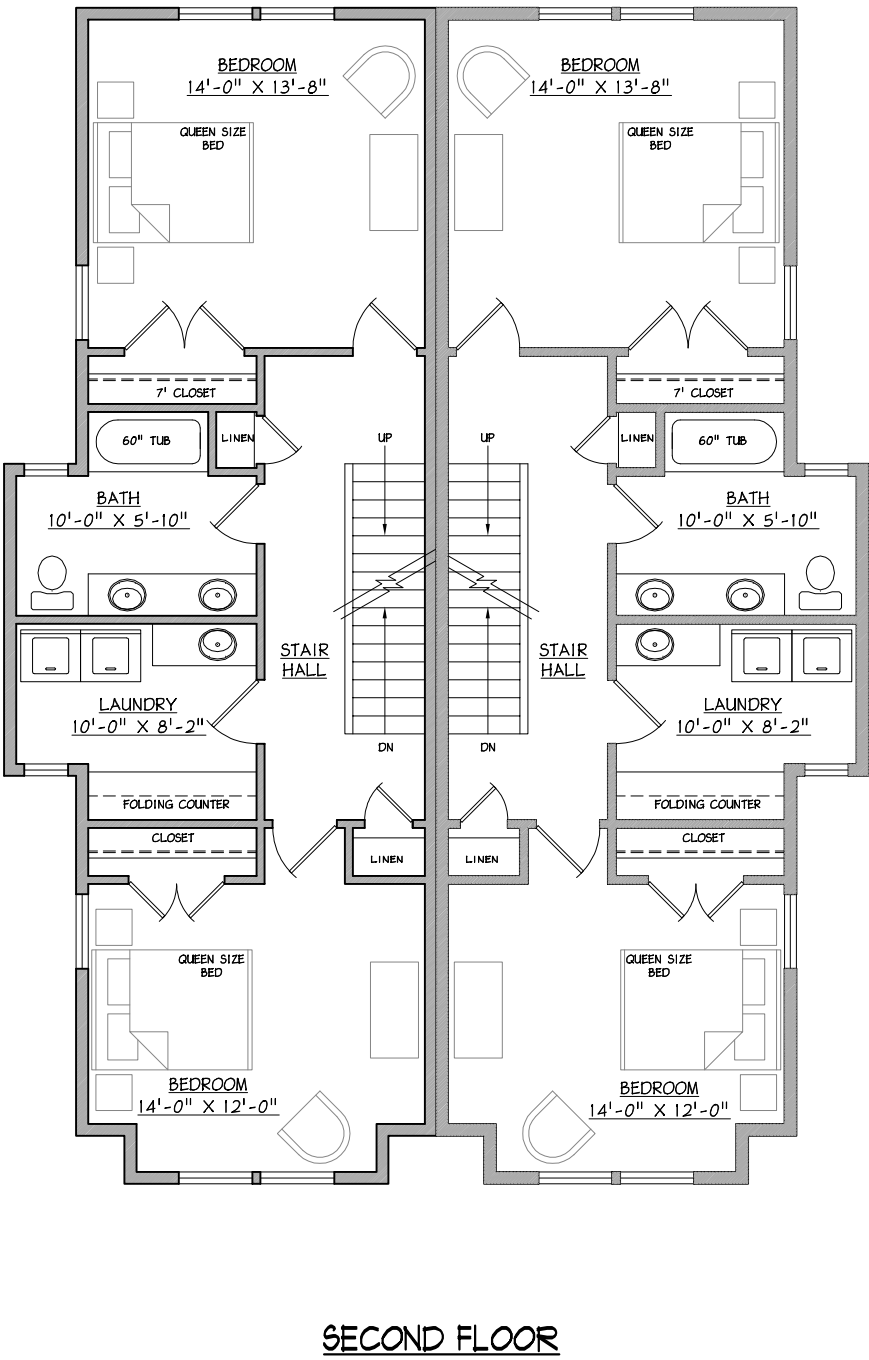 BEDROOM
14'-0" X 13'-8"
BEDROOM
14'-0" X 13'-8"
QUEEN SIZE
BED
QUEEN SIZE
BED
7' CLOSET
7' CLOSET
60" TUB
LINEN
UP
UP
LINEN
60" TUB
BATH
10'-0" X 5'-10"
BATH
10'-0" X 5'-10"
STAIR
HALL
STAIR
HALL
LAUNDRY
10'-0" X 8'-2"
LAUNDRY
10'-0" X 8'-2"
DN
DN
FOLDING COUNTER
FOLDING COUNTER
CLOSET
CLOSET
LINEN
LINEN
QUEEN SIZE
BED
QUEEN SIZE
BED
BEDROOM
14'-0" X 12'-0"
BEDROOM
14'-0" X 12'-0"
SECOND FLOOR